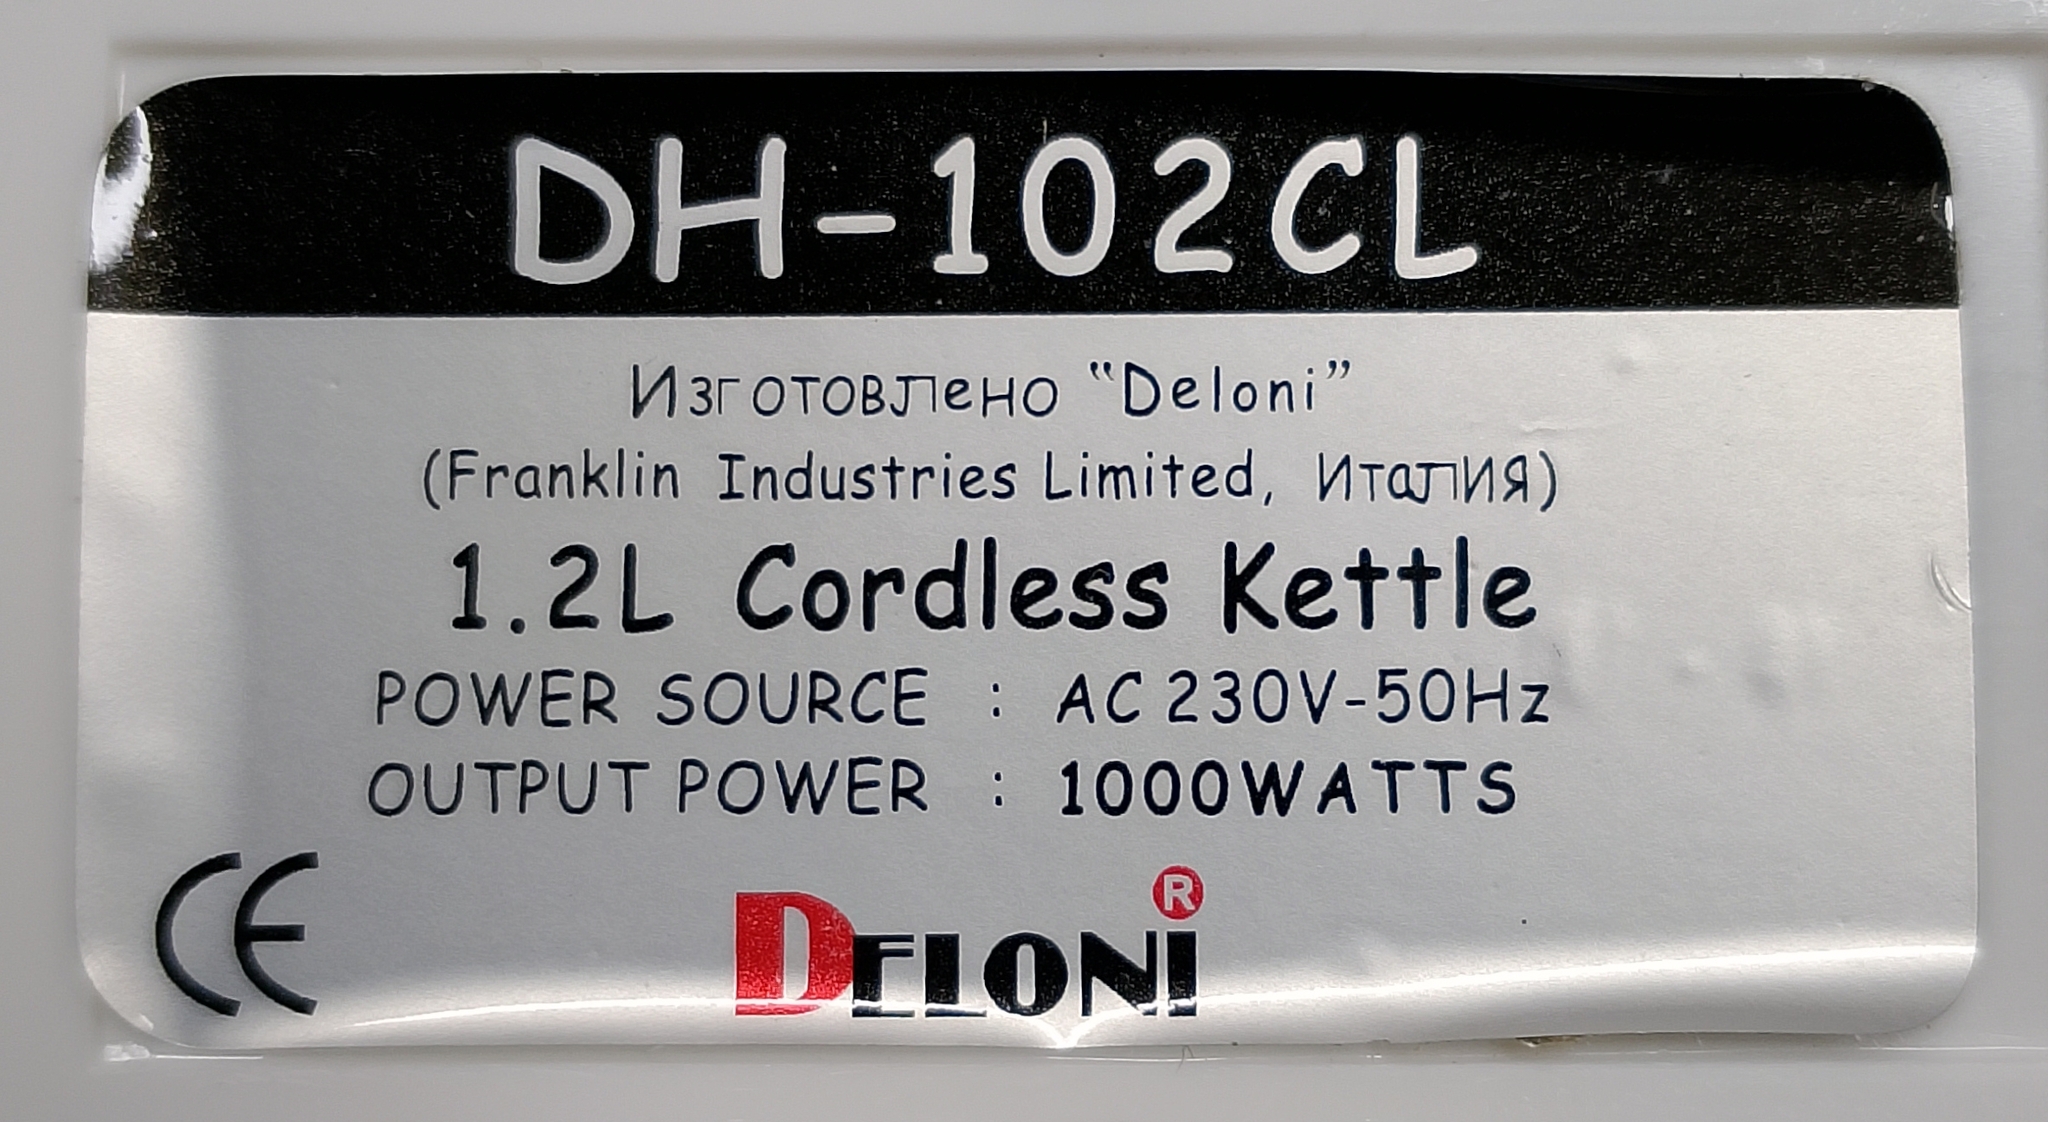 DH-102CL
Изготовлено "Deloni"
(Franklin Industries Limited, Италия)
1.2L Cordless Kettle
POWER SOURCE : AC 230V-50Hz
OUTPUT POWER : 1000WATTS
CE
DELONi®